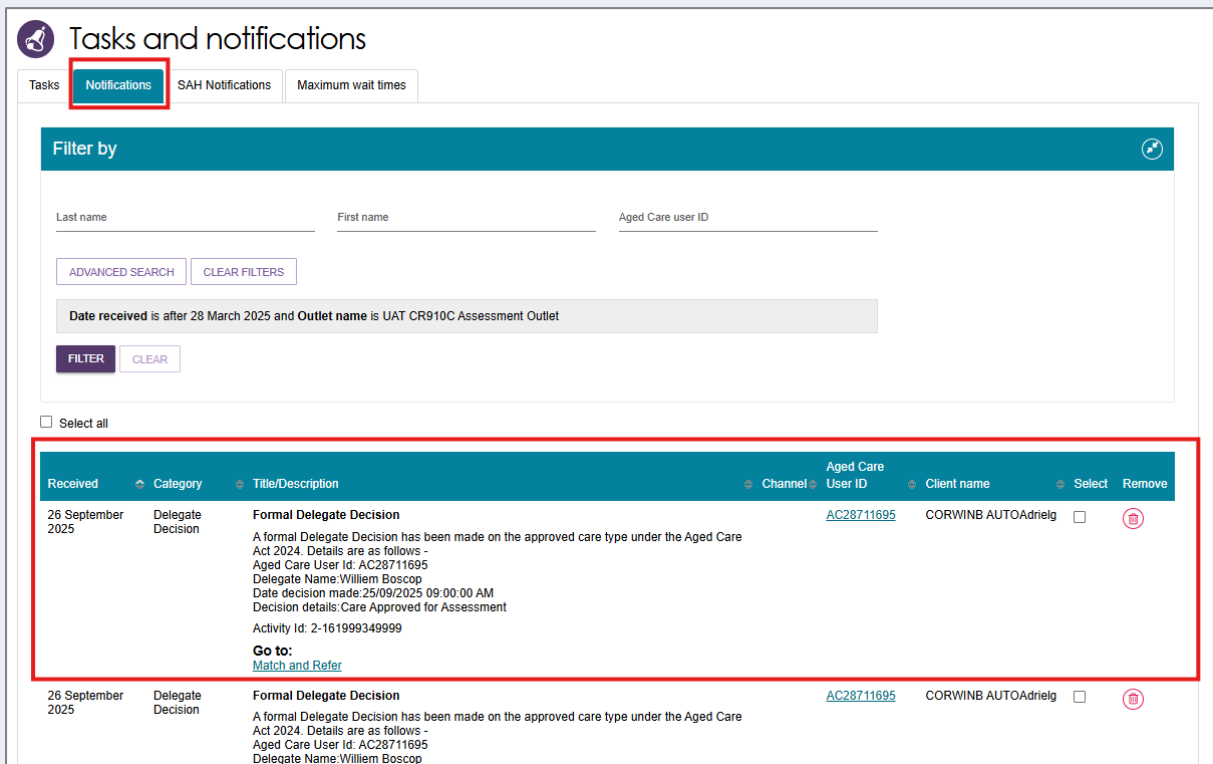 Tasks and notifications
Tasks Notifications SAH Notifications Maximum wait times
Filter by
Last name First name Aged Care user ID
ADVANCED SEARCH CLEAR FILTERS
Date received is after 28 March 2025 and Outlet name is UAT CR910C Assessment Outlet
FILTER CLEAR
Select all
Received Category Title/Description Channel Aged Care User ID Client name Select Remove
26 September 2025 Delegate Decision Formal Delegate Decision AC28711695 CORWINB AUTOAdrielg
A formal Delegate Decision has been made on the approved care type under the Aged Care
Act 2024. Details are as follows -
Aged Care User Id: AC28711695
Delegate Name:Williem Boscop
Date decision made:25/09/2025 09:00:00 AM
Decision details:Care Approved for Assessment
Activity Id: 2-161999349999
Go to:
Match and Refer
26 September 2025 Delegate Decision Formal Delegate Decision AC28711695 CORWINB AUTOAdrielg
A formal Delegate Decision has been made on the approved care type under the Aged Care
Act 2024. Details are as follows -
Aged Care User Id: AC28711695
Delegate Name:Williem Boscop